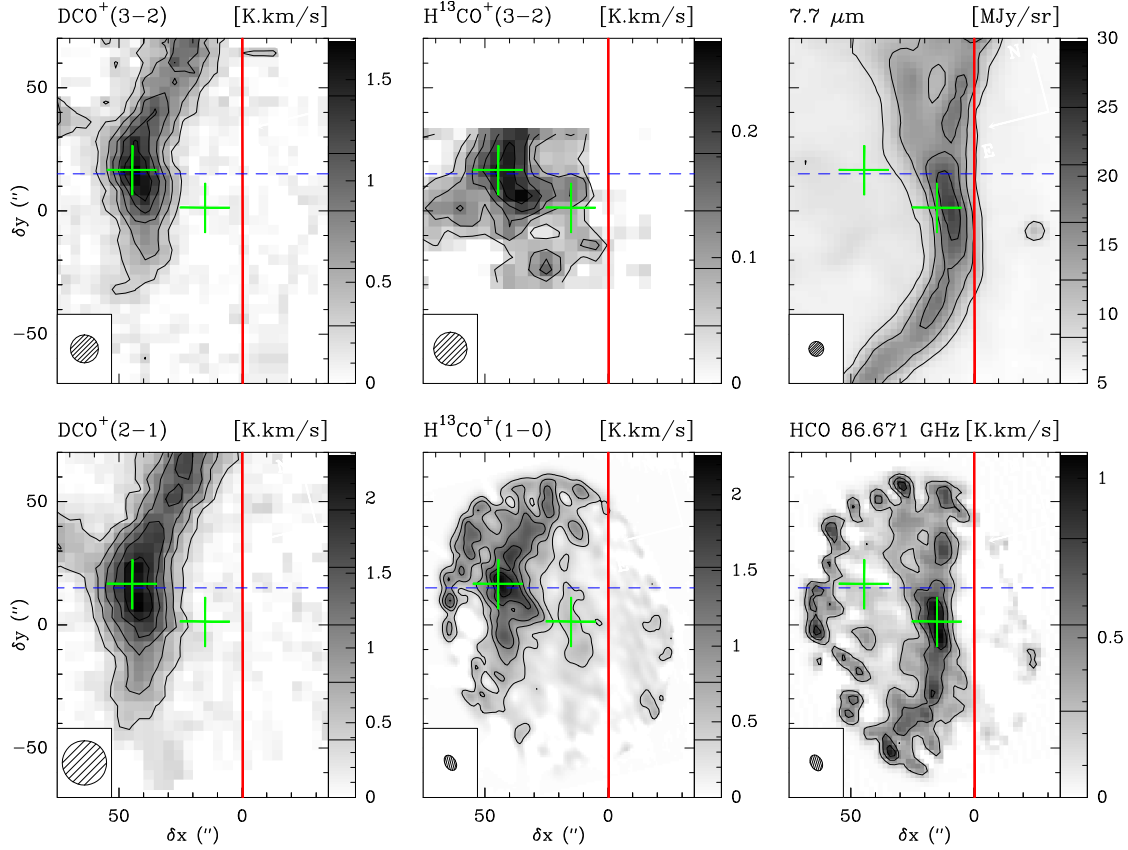 DCO⁺(3−2) [K.km/s]
H¹³CO⁺(3−2) [K.km/s]
7.7 μm [MJy/sr]
50
0
−50
δy (″)
1.5
1
0.5
0
0.2
0.1
0
N
E
30
25
20
15
10
5
DCO⁺(2−1) [K.km/s]
H¹³CO⁺(1−0) [K.km/s]
HCO 86.671 GHz [K.km/s]
50
0
−50
δy (″)
2
1.5
1
0.5
0
2
1.5
1
0.5
0
1
0.5
0
50 0
50 0
50 0
δx (″)
δx (″)
δx (″)